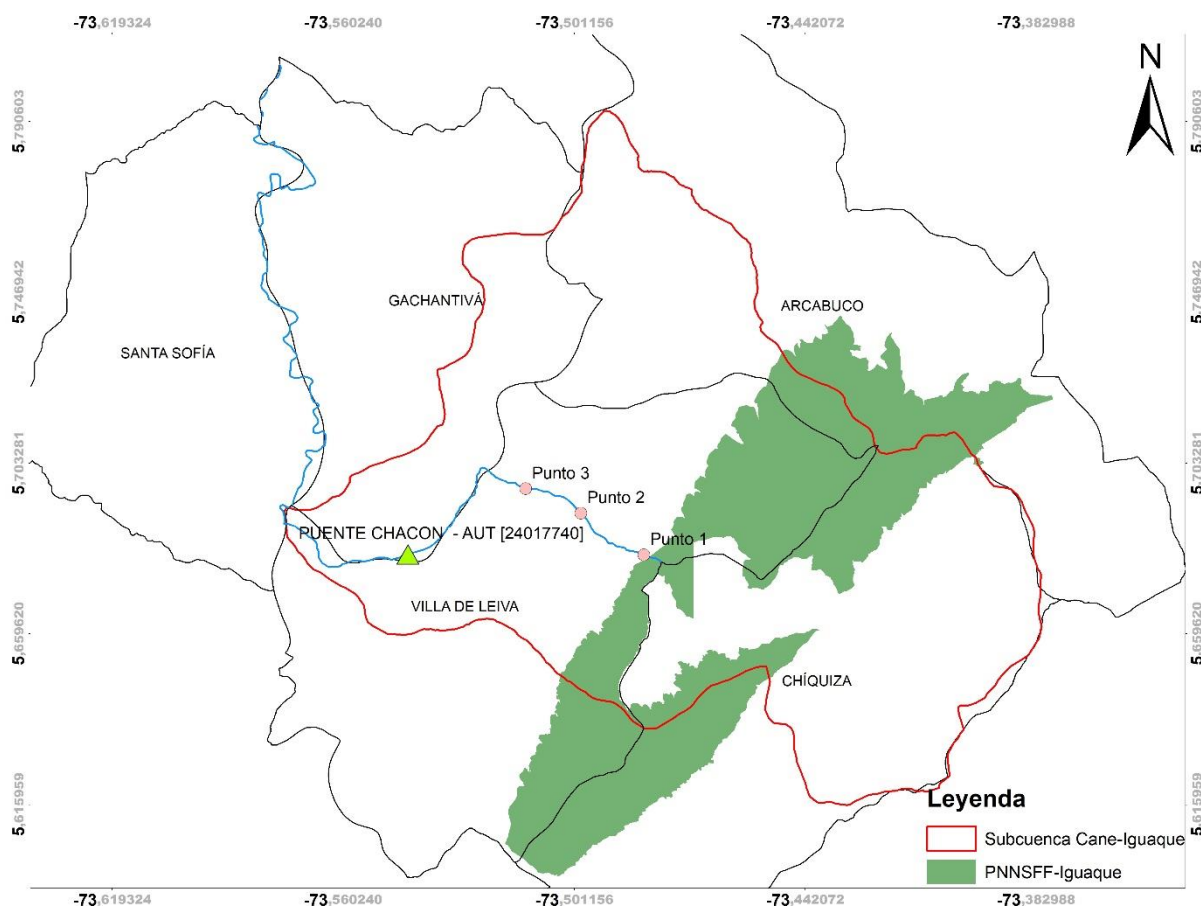 -73,619324 -73,560240 -73,501156 -73,442072 -73,382988
N
5,790603 5,790603
5,746942 5,746942
GACHANTIVÁ
ARCABUCO
SANTA SOFÍA
5,703281 5,703281
Punto 3
Punto 2
PUENTE CHACON - AUT [24017740]
Punto 1
VILLA DE LEIVA
5,659620 5,659620
CHÍQUIZA
5,615959 5,615959
Leyenda
Subcuenca Cane-Iguaque
PNNSFF-Iguaque
-73,619324 -73,560240 -73,501156 -73,442072 -73,382988